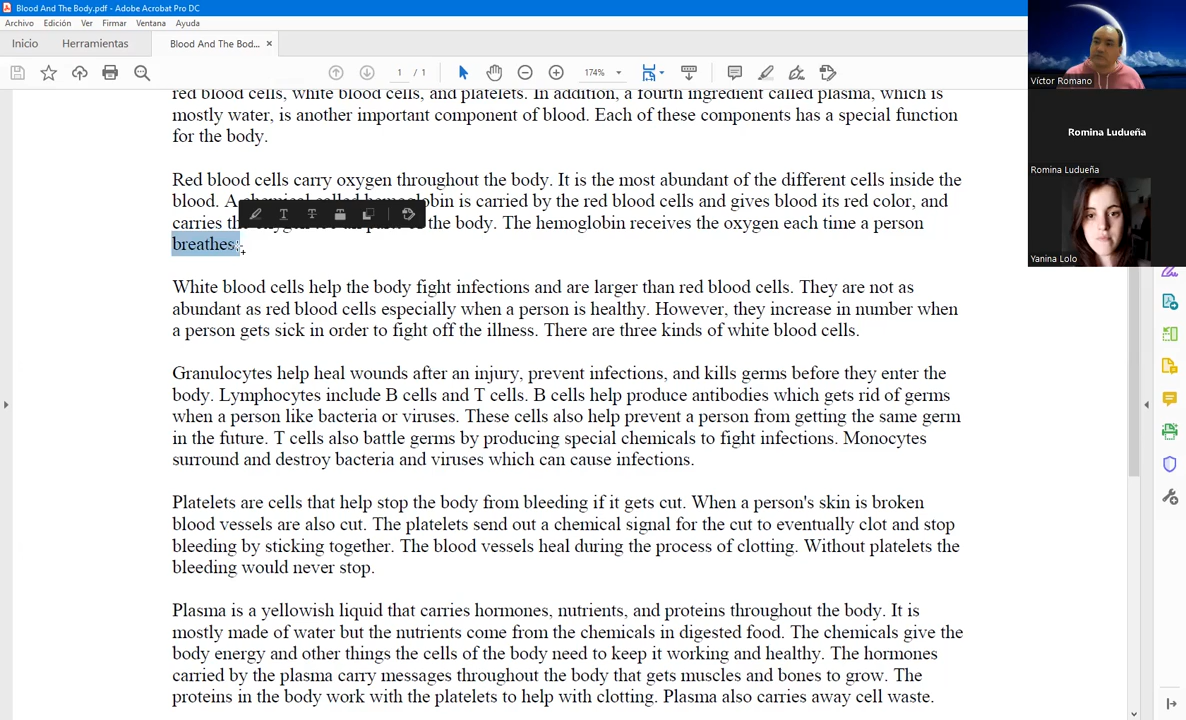 Blood And The Body.pdf - Adobe Acrobat Pro DC
Archivo Edición Ver Firmar Ventana Ayuda
Inicio Herramientas Blood And The Bod... ×
1 / 1 174%
red blood cells, white blood cells, and platelets. In addition, a fourth ingredient called plasma, which is
mostly water, is another important component of blood. Each of these components has a special function
for the body.
Red blood cells carry oxygen throughout the body. It is the most abundant of the different cells inside the
blood. A chemical called hemoglobin is carried by the red blood cells and gives blood its red color, and
carries the oxygen to all parts of the body. The hemoglobin receives the oxygen each time a person
breathes.
White blood cells help the body fight infections and are larger than red blood cells. They are not as
abundant as red blood cells especially when a person is healthy. However, they increase in number when
a person gets sick in order to fight off the illness. There are three kinds of white blood cells.
Granulocytes help heal wounds after an injury, prevent infections, and kills germs before they enter the
body. Lymphocytes include B cells and T cells. B cells help produce antibodies which gets rid of germs
when a person like bacteria or viruses. These cells also help prevent a person from getting the same germ
in the future. T cells also battle germs by producing special chemicals to fight infections. Monocytes
surround and destroy bacteria and viruses which can cause infections.
Platelets are cells that help stop the body from bleeding if it gets cut. When a person's skin is broken
blood vessels are also cut. The platelets send out a chemical signal for the cut to eventually clot and stop
bleeding by sticking together. The blood vessels heal during the process of clotting. Without platelets the
bleeding would never stop.
Plasma is a yellowish liquid that carries hormones, nutrients, and proteins throughout the body. It is
mostly made of water but the nutrients come from the chemicals in digested food. The chemicals give the
body energy and other things the cells of the body need to keep it working and healthy. The hormones
carried by the plasma carry messages throughout the body that gets muscles and bones to grow. The
proteins in the body work with the platelets to help with clotting. Plasma also carries away cell waste.
Víctor Romano
Romina Ludueña
Romina Ludueña
Yanina Lolo